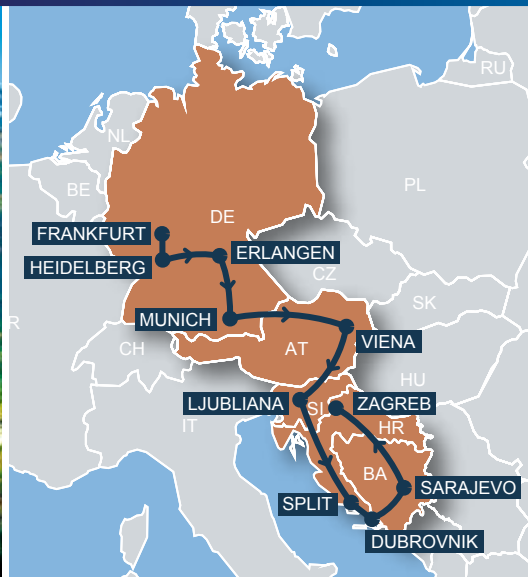 RU
NL
PL
BE
DE
FRANKFURT
ERLANGEN
HEIDELBERG
CZ
SK
MUNICH
VIENA
R
CH
AT
HU
LJUBLIANA
SI
ZAGREB
IT
HR
BA
SARAJEVO
SPLIT
DUBROVNIK